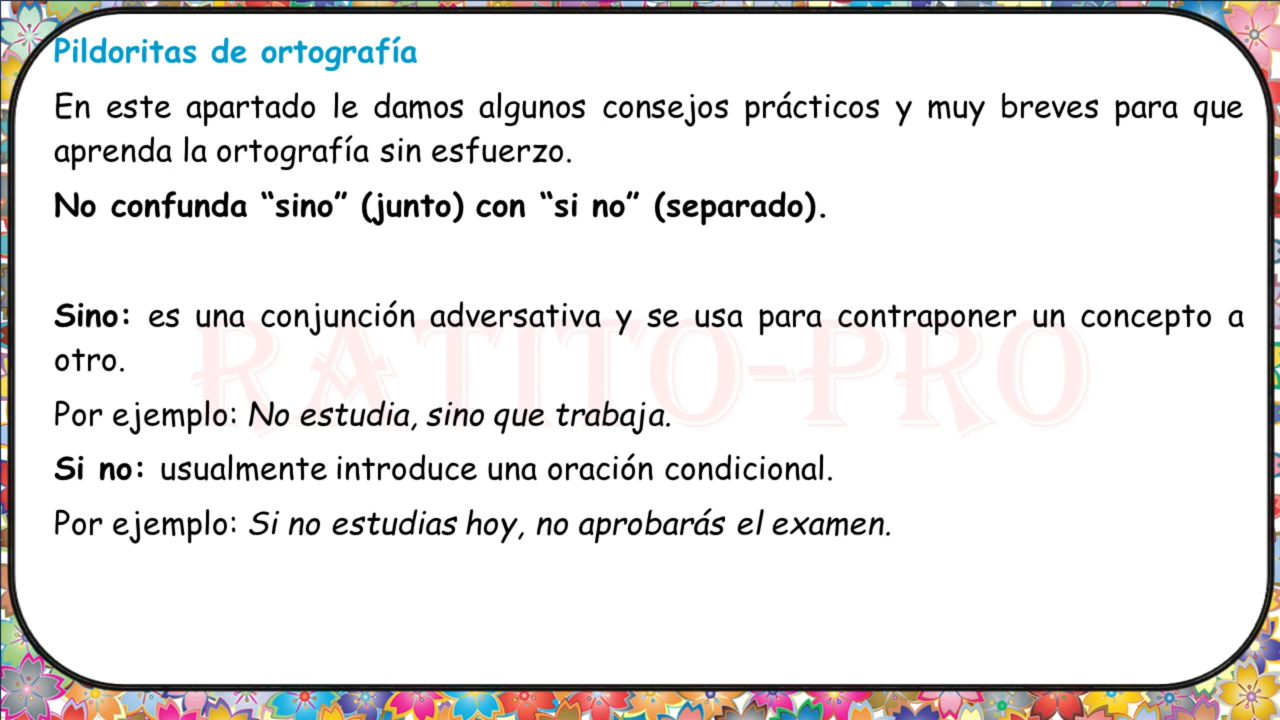 Pildoritas de ortografía
En este apartado le damos algunos consejos prácticos y muy breves para que
aprenda la ortografía sin esfuerzo.
No confunda “sino” (junto) con “si no” (separado).
Sino: es una conjunción adversativa y se usa para contraponer un concepto a
otro.
RATITO-PRO
Por ejemplo: No estudia, sino que trabaja.
Si no: usualmente introduce una oración condicional.
Por ejemplo: Si no estudias hoy, no aprobarás el examen.